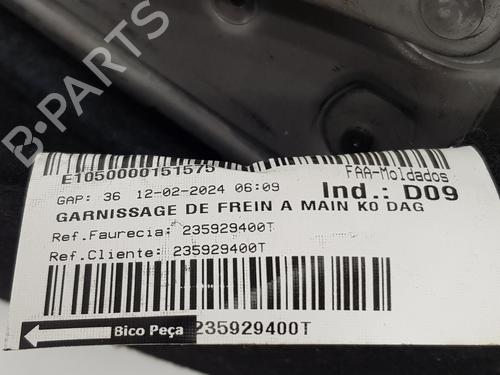 B-PARTS
E1050000151575
FAA-Moldados
GAP: 36 12-02-2024 06:09
Ind.: D09
GARNISSAGE DE FREIN A MAIN K0 DAG
Ref.Faurecia: 235929400T
Ref.Cliente: 235929400T
Bico Peça
235929400T